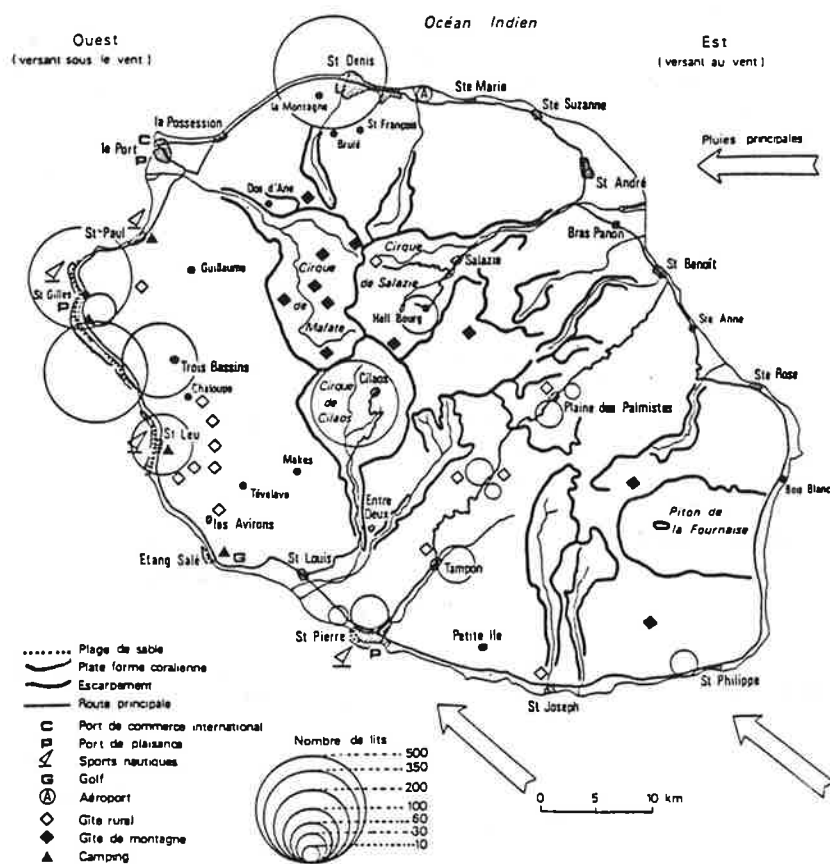 Océan Indien
Ouest
(versant sous le vent)
Est
(versant au vent)
St Denis
A
Ste Marie
la Montagne
Ste Suzanne
la Possession
St François
Brulé
C
le Port
P
Pluies principales
St André
Dos d'Ane
Bras Panon
St Paul
Cirque
de Salazie
Salazie
Guillaume
Cirque
de
Mafate
St Benoît
St Gilles
P
Hell Bourg
Ste Anne
Trois Bassins
Cilaos
Ste Rose
Chaloupe
Cirque
de
Cilaos
Plaine des Palmistes
St Leu
Makes
Tévelave
Entre
Deux
Bois Blanc
Piton de
la Fournaise
les Avirons
Etang Salé
G
St Louis
Tampon
St Pierre
P
Petite Ile
St Philippe
St Joseph
Plage de sable
Plate forme coralienne
Escarpement
Route principale
C Port de commerce international
P Port de plaisance
Sports nautiques
G Golf
A Aéroport
Gîte rural
Gîte de montagne
Camping
Nombre de lits
500
350
200
100
60
30
10
0 5 10 km